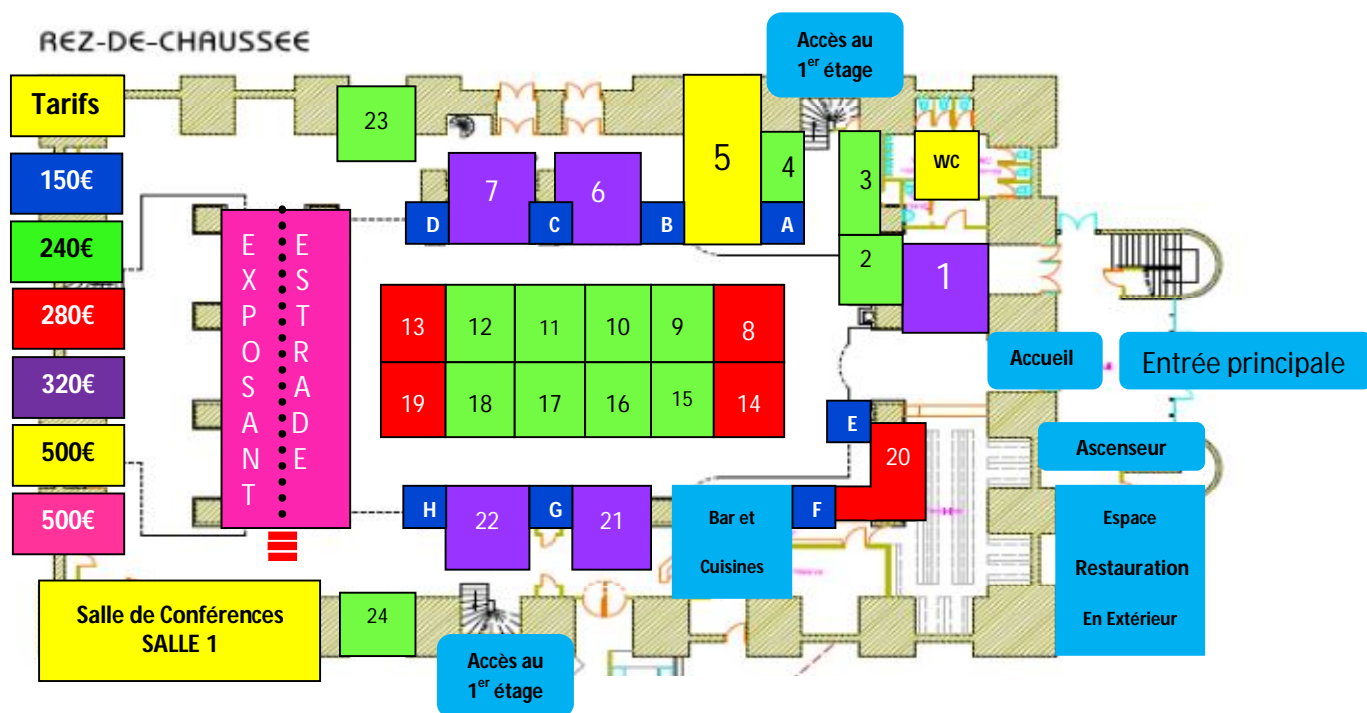 REZ-DE-CHAUSSEE
Accès au
1er étage
Tarifs
150€
240€
280€
320€
500€
500€
23
7
6
5
4
3
WC
D
C
B
A
2
1
EXPOSANT
ESTRADE
13
12
11
10
9
8
19
18
17
16
15
14
Accueil
Entrée principale
E
20
Ascenseur
H
22
G
21
Bar et
Cuisines
F
Espace
Restauration
En Extérieur
Salle de Conférences
SALLE 1
24
Accès au
1er étage